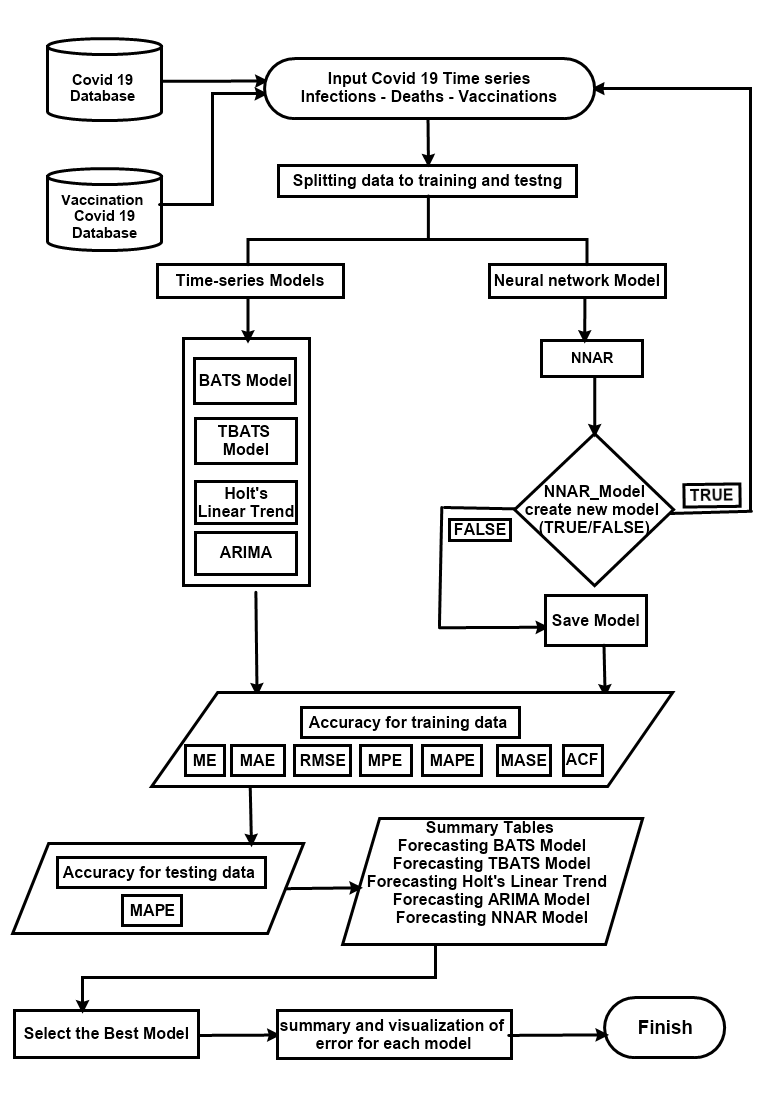 Covid 19
Database
Input Covid 19 Time series
Infections - Deaths - Vaccinations
Vaccination
Covid 19
Database
Splitting data to training and testng
Time-series Models
Neural network Model
BATS Model
TBATS
Model
Holt's
Linear Trend
ARIMA
NNAR
NNAR_Model
create new model
(TRUE/FALSE)
TRUE
FALSE
Save Model
Accuracy for training data
ME
MAE
RMSE
MPE
MAPE
MASE
ACF
Accuracy for testing data
MAPE
Summary Tables
Forecasting BATS Model
Forecasting TBATS Model
Forecasting Holt's Linear Trend
Forecasting ARIMA Model
Forecasting NNAR Model
Select the Best Model
summary and visualization of
error for each model
Finish